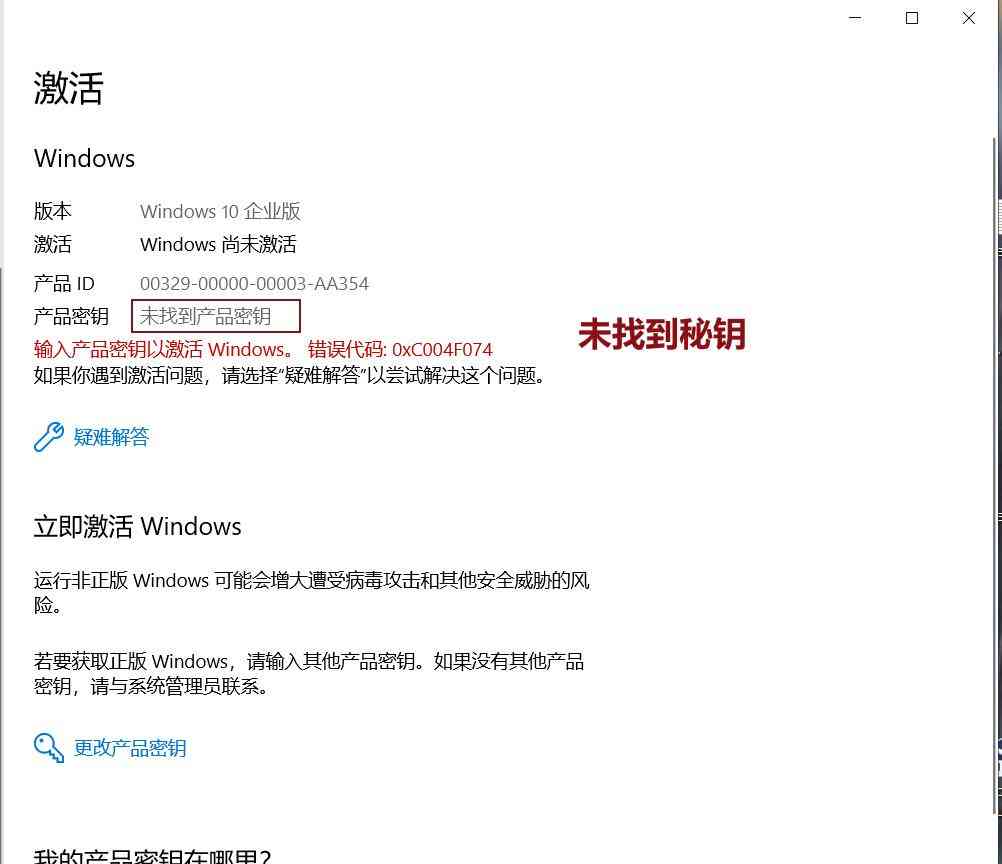 激活
Windows
版本 Windows 10 企业版
激活 Windows 尚未激活
产品 ID 00329-00000-00003-AA354
产品密钥 未找到产品密钥
未找到秘钥
输入产品密钥以激活 Windows。 错误代码: 0xC004F074
如果你遇到激活问题，请选择“疑难解答”以尝试解决这个问题。
疑难解答
立即激活 Windows
运行非正版 Windows 可能会增大遭受病毒攻击和其他安全威胁的风
险。
若要获取正版 Windows，请输入其他产品密钥。如果没有其他产品
密钥，请与系统管理员联系。
更改产品密钥
我的产品密钥在哪里?